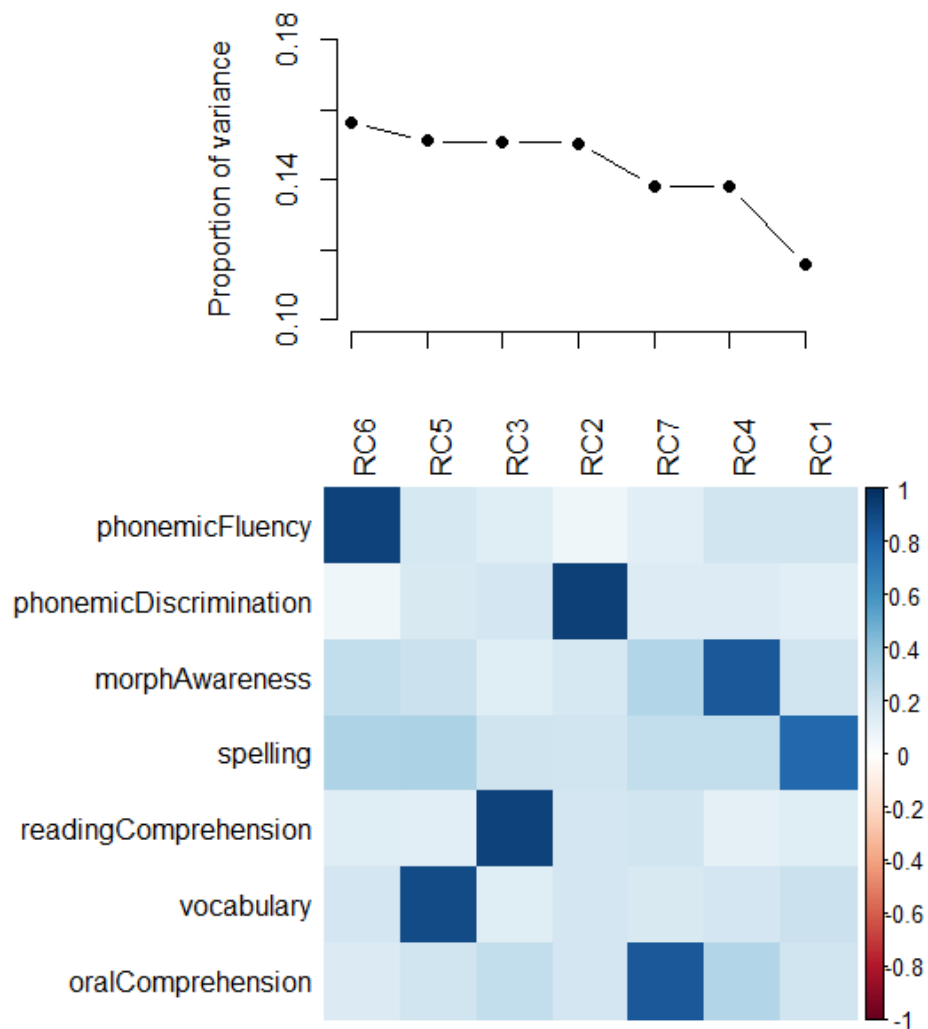 Proportion of variance
0.18
0.14
0.10
RC6 RC5 RC3 RC2 RC7 RC4 RC1
phonemicFluency
phonemicDiscrimination
morphAwareness
spelling
readingComprehension
vocabulary
oralComprehension
1
0.8
0.6
0.4
0.2
0
-0.2
-0.4
-0.6
-0.8
-1